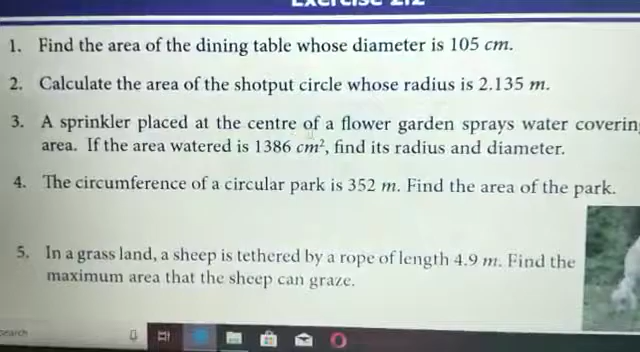 Exercise 2.2
1. Find the area of the dining table whose diameter is 105 cm.
2. Calculate the area of the shotput circle whose radius is 2.135 m.
3. A sprinkler placed at the centre of a flower garden sprays water covering
area. If the area watered is 1386 cm², find its radius and diameter.
4. The circumference of a circular park is 352 m. Find the area of the park.
5. In a grass land, a sheep is tethered by a rope of length 4.9 m. Find the
maximum area that the sheep can graze.
search